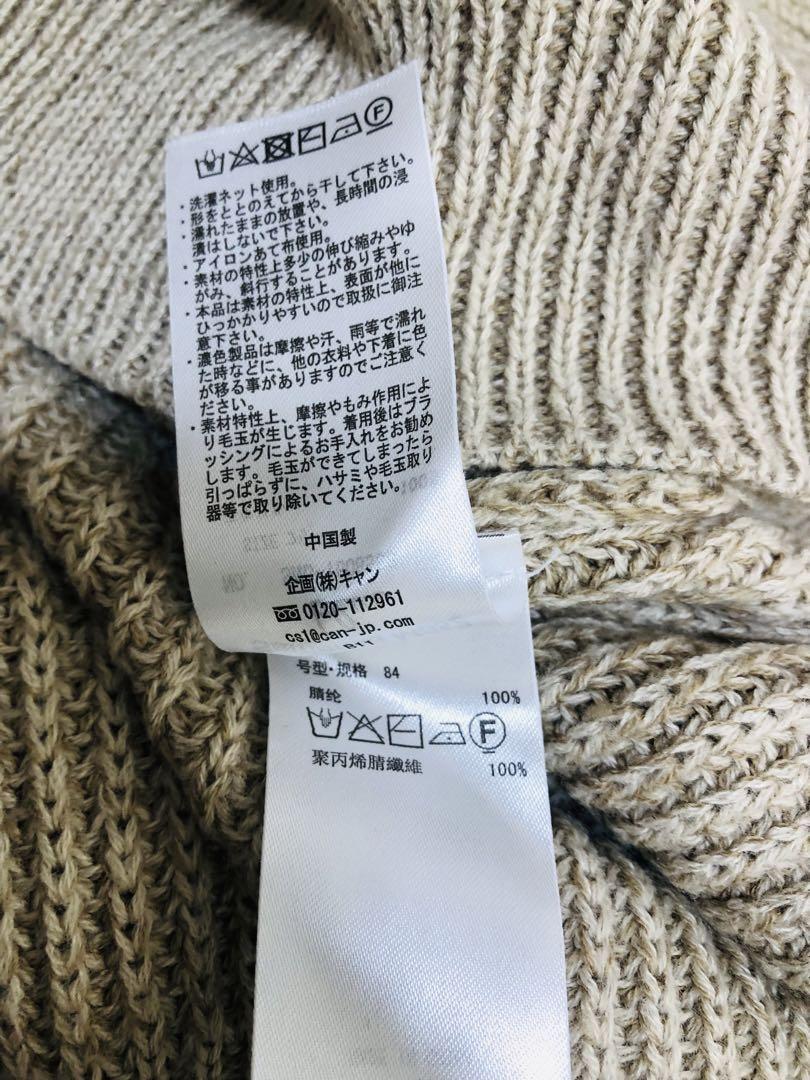 F
・洗濯ネット使用。
・形をととのえてから干して下さい。
・濡れたままの放置や、長時間の浸
漬はしないで下さい。
・アイロンあて布使用。
・素材の特性上多少の伸び縮みやゆ
がみ、斜行することがあります。
・本品は素材の特性上、表面が他に
ひっかかりやすいので取扱に御注
意下さい。
・濃色製品は摩擦や汗、雨等で濡れ
た時などに、他の衣料や下着に色
が移る事がありますのでご注意く
ださい。
・素材特性上、摩擦やもみ作用によ
り毛玉が生じます。着用後はブラ
ッシングによるお手入れをお勧め
します。毛玉ができてしまったら
引っぱらずに、ハサミや毛玉取り
器等で取り除いてください。
中国製
企画(株)キャン
0120-112961
cs1@can-jp.com
B11
号型·规格 84
腈纶 100%
F
聚丙烯腈纖維 100%